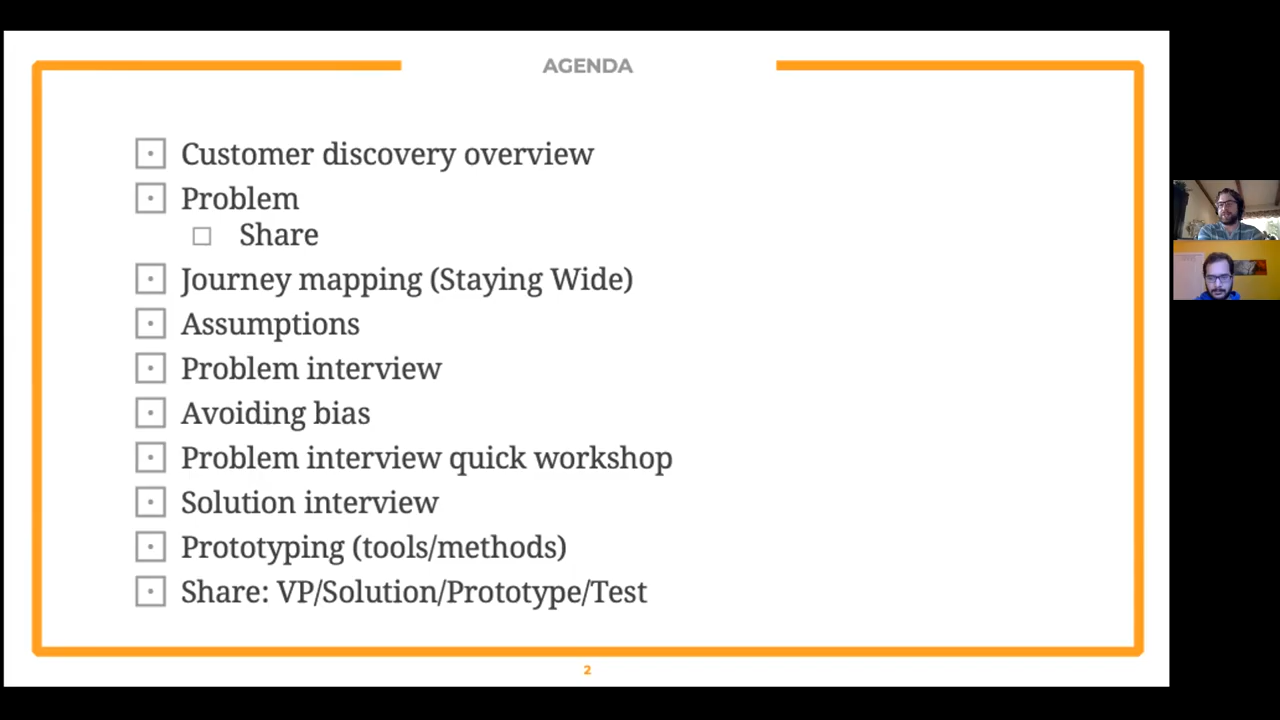 AGENDA
Customer discovery overview
Problem
Share
Journey mapping (Staying Wide)
Assumptions
Problem interview
Avoiding bias
Problem interview quick workshop
Solution interview
Prototyping (tools/methods)
Share: VP/Solution/Prototype/Test
2